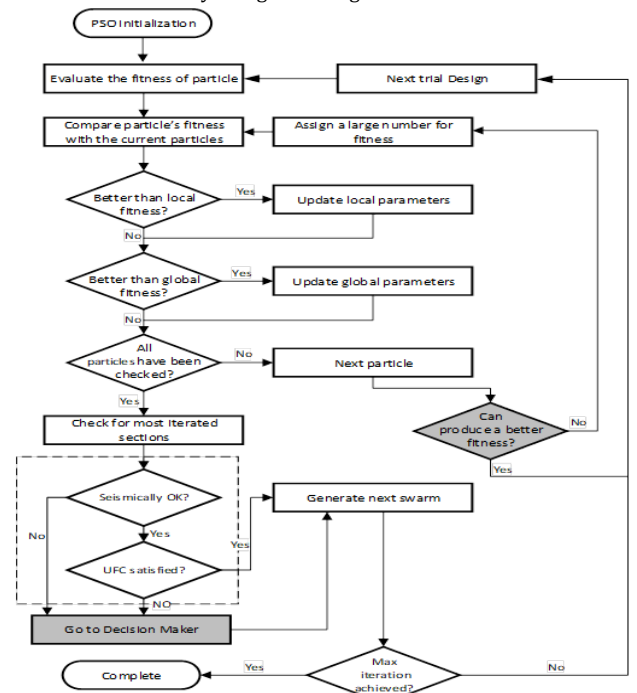 PSO Initialization
Evaluate the fitness of particle
Next trial Design
Compare particle's fitness
with the current particles
Assign a large number for
fitness
Better than local
fitness?
Yes
Update local parameters
No
Better than global
fitness?
Yes
Update global parameters
No
All
particles have been
checked?
No
Next particle
Yes
Can
produce a better
fitness?
No
Yes
Check for most iterated
sections
Seismically OK?
Generate next swarm
No
Yes
Yes
UFC satisfied?
NO
Go to Decision Maker
Complete
Yes
Max
iteration
achieved?
No